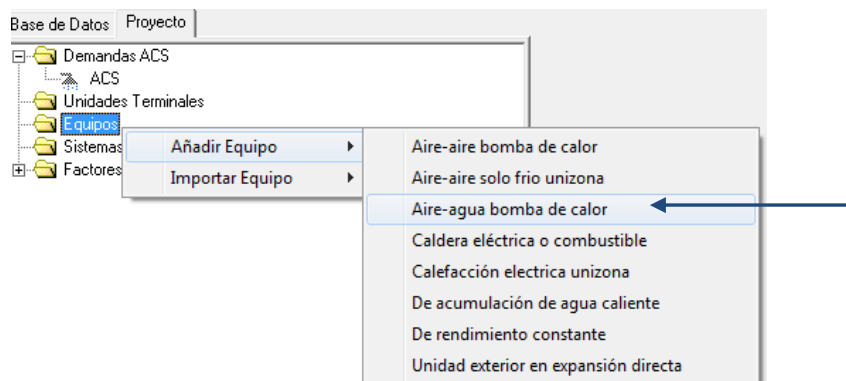 Base de Datos Proyecto
Demandas ACS
ACS
Unidades Terminales
Equipos
Sistemas
Factores
Añadir Equipo
Importar Equipo
Aire-aire bomba de calor
Aire-aire solo frio unizona
Aire-agua bomba de calor
Caldera eléctrica o combustible
Calefacción electrica unizona
De acumulación de agua caliente
De rendimiento constante
Unidad exterior en expansión directa